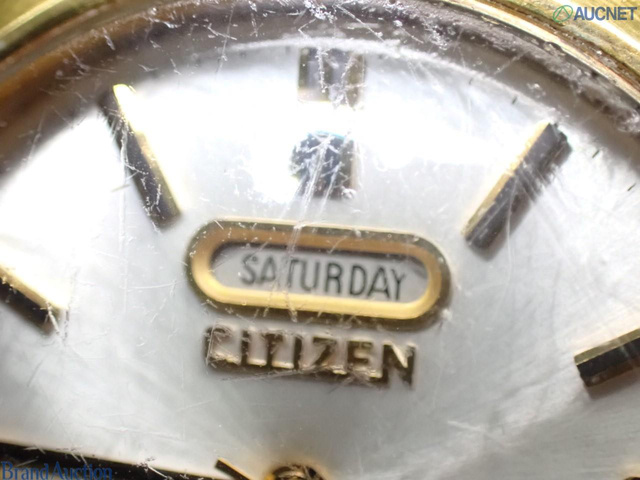 AUCNET
SATURDAY
CITIZEN
Brand Auction